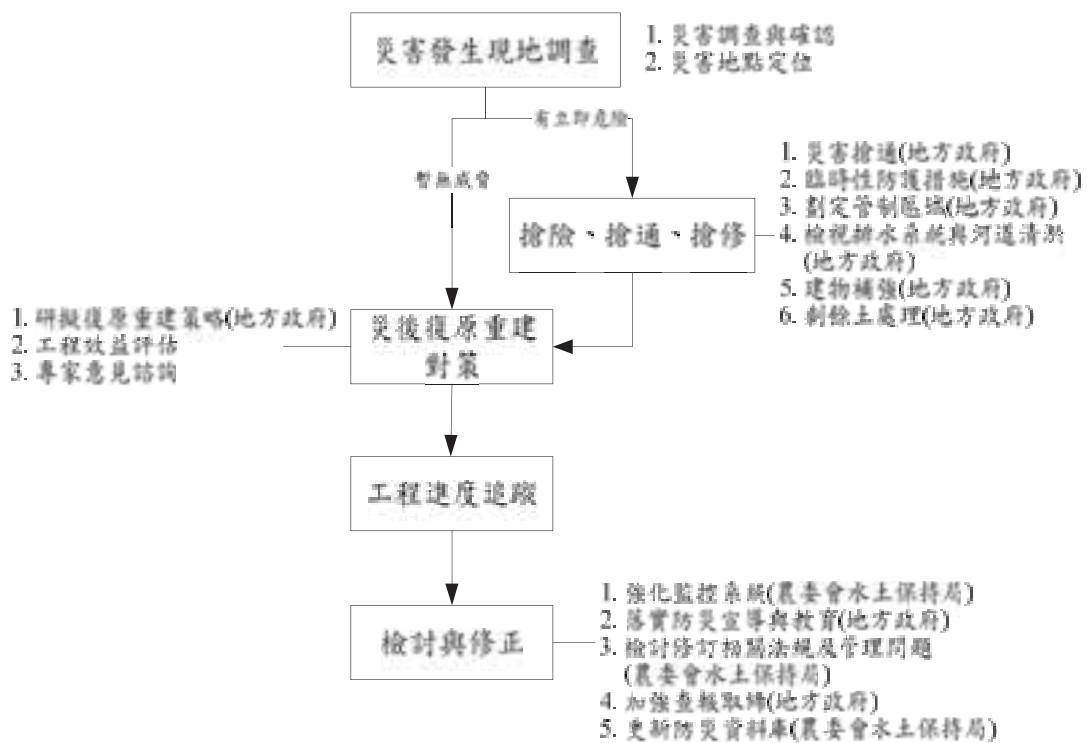 災害發生現地調查
1. 災害調查與確認
2. 災害地點定位
有立即危險
暫無威脅
搶險、搶通、搶修
1. 災害搶通(地方政府)
2. 臨時性防護措施(地方政府)
3. 劃定管制區域(地方政府)
4. 檢視排水系統與河道清淤
(地方政府)
5. 建物補強(地方政府)
6. 剩餘土處理(地方政府)
1. 研擬復原重建策略(地方政府)
2. 工程效益評估
3. 專家意見諮詢
災後復原重建
對策
工程進度追蹤
檢討與修正
1. 強化監控系統(農委會水土保持局)
2. 落實防災宣導與教育(地方政府)
3. 檢討修訂相關法規及管理問題
(農委會水土保持局)
4. 加強查報取締(地方政府)
5. 更新防災資料庫(農委會水土保持局)